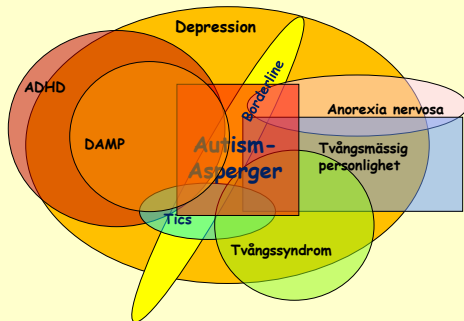 Depression
ADHD
Borderline
Anorexia nervosa
DAMP
Autism-
Asperger
Tvångsmässig
personlighet
Tics
Tvångssyndrom